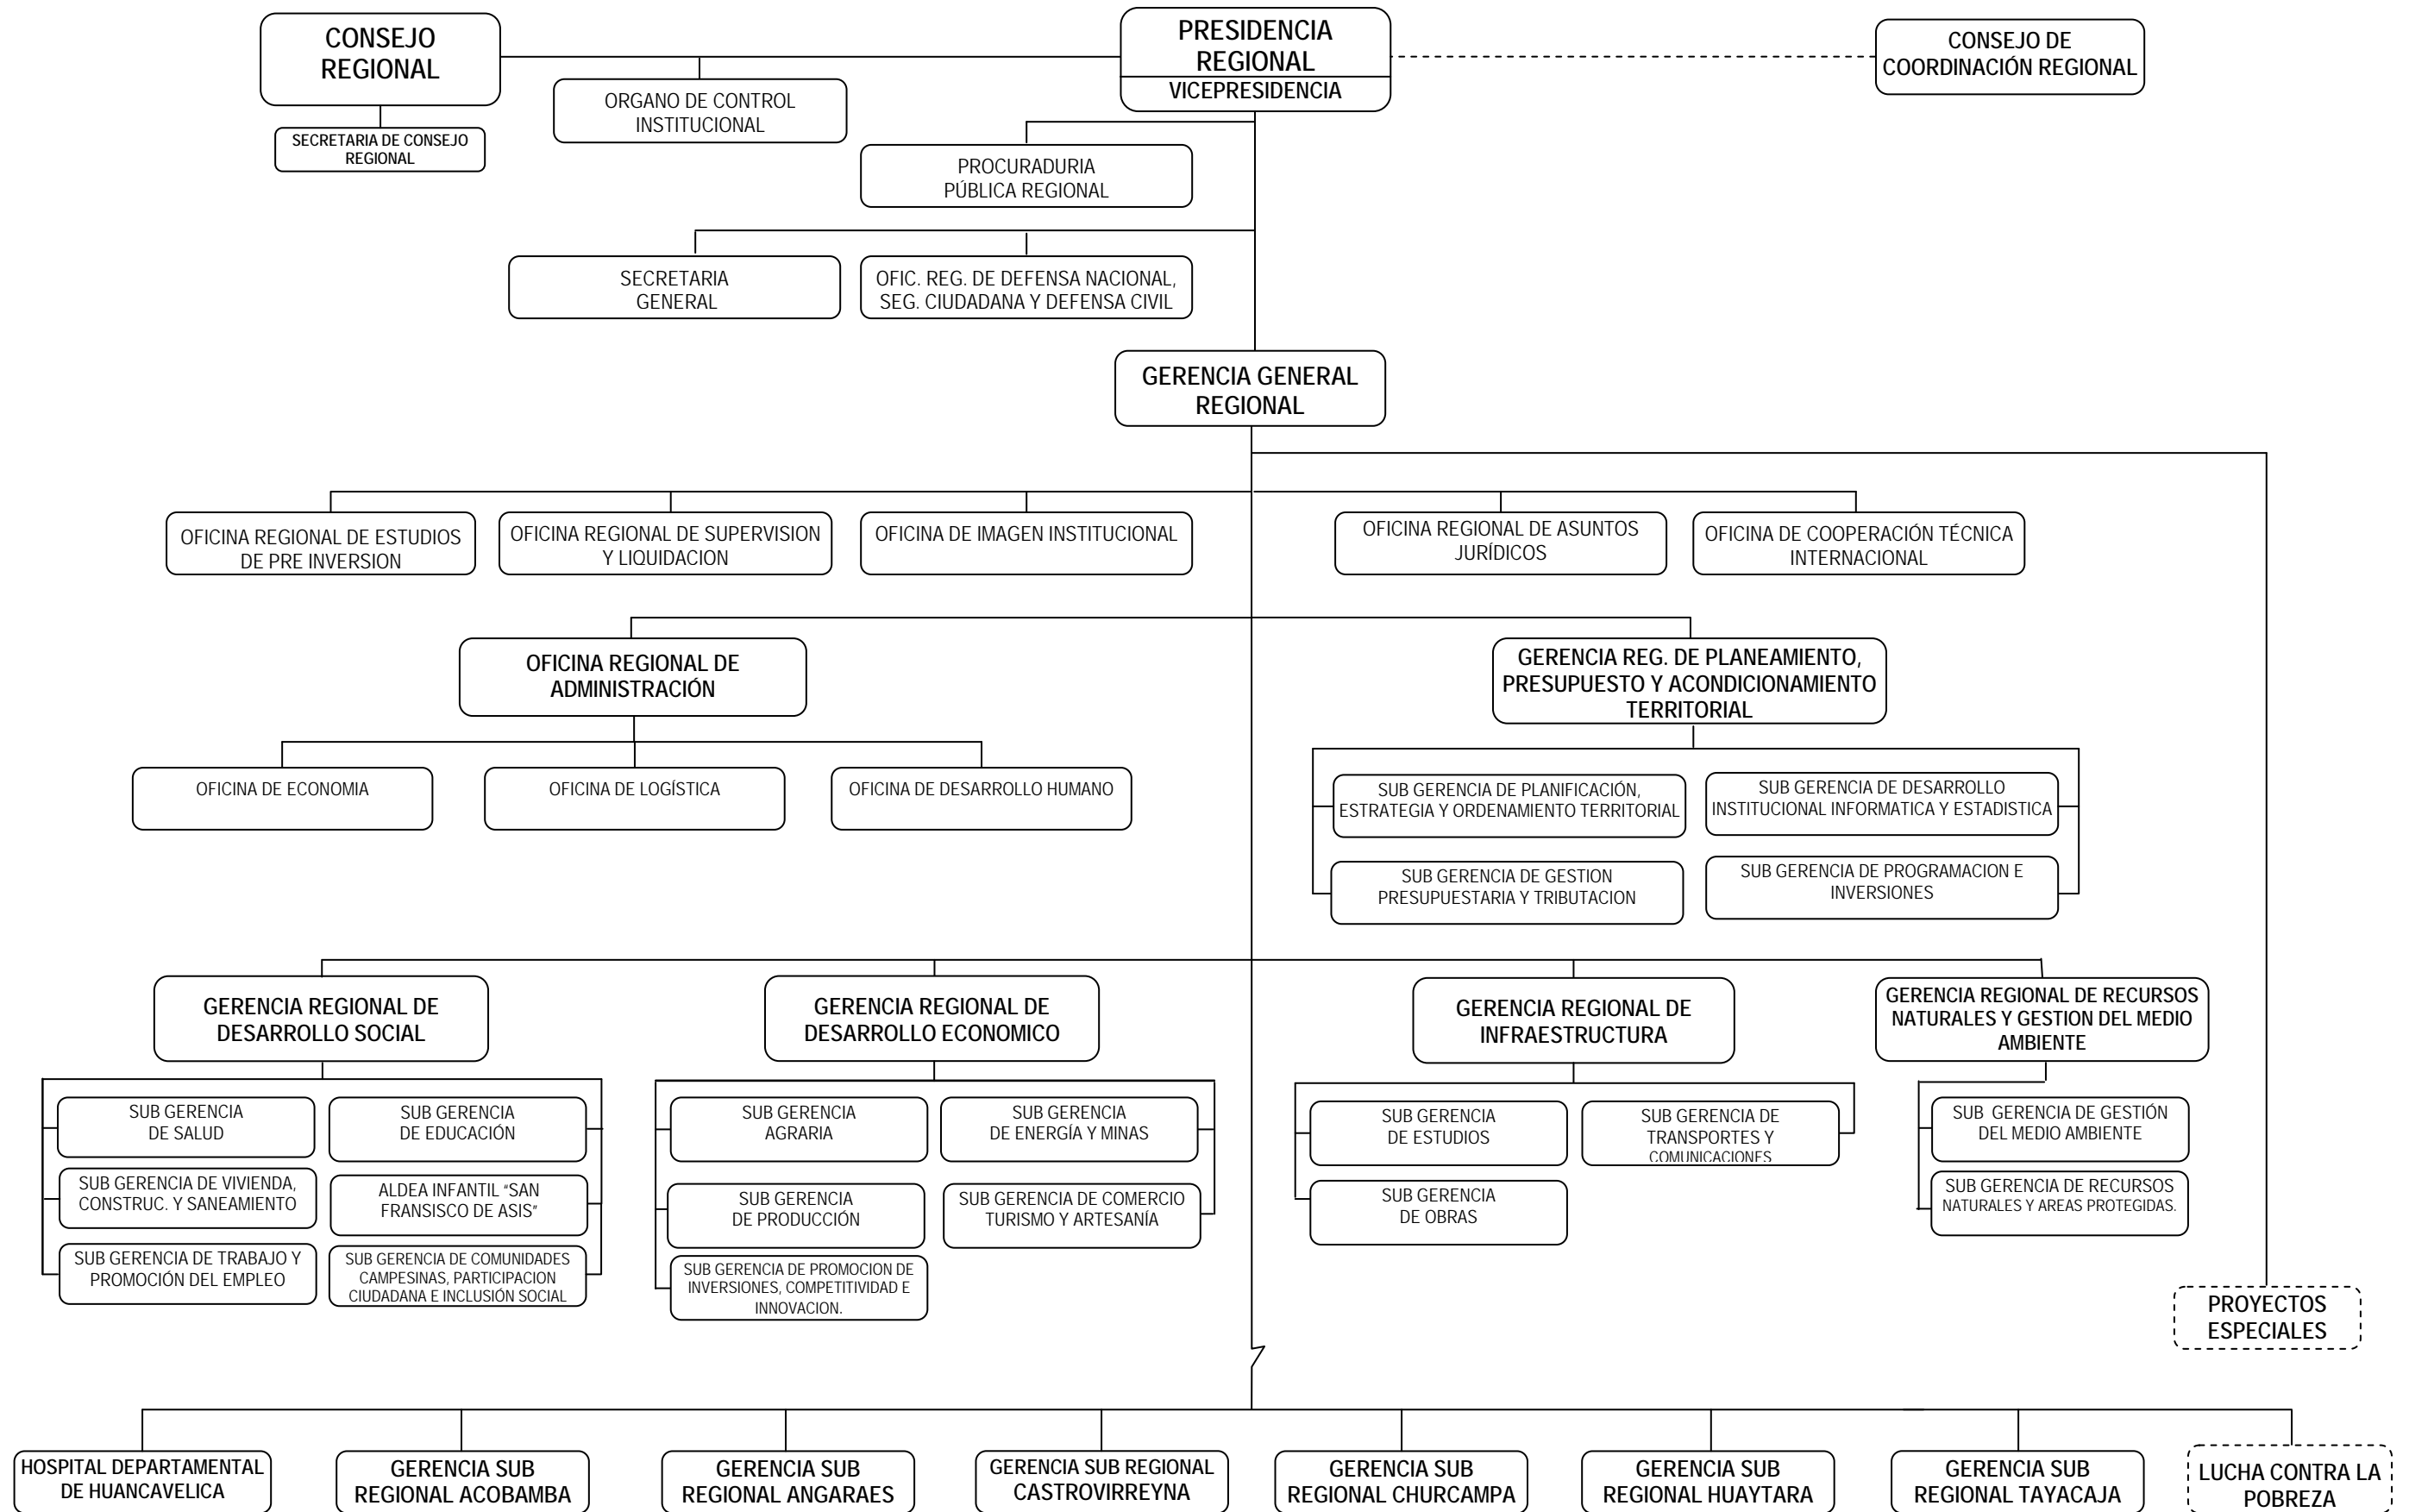 CONSEJO
REGIONAL
PRESIDENCIA
REGIONAL
VICEPRESIDENCIA
CONSEJO DE
COORDINACIÓN REGIONAL
ORGANO DE CONTROL
INSTITUCIONAL
SECRETARIA DE CONSEJO
REGIONAL
PROCURADURIA
PÚBLICA REGIONAL
SECRETARIA
GENERAL
OFIC. REG. DE DEFENSA NACIONAL,
SEG. CIUDADANA Y DEFENSA CIVIL
GERENCIA GENERAL
REGIONAL
OFICINA REGIONAL DE ESTUDIOS
DE PRE INVERSION
OFICINA REGIONAL DE SUPERVISION
Y LIQUIDACION
OFICINA DE IMAGEN INSTITUCIONAL
OFICINA REGIONAL DE ASUNTOS
JURÍDICOS
OFICINA DE COOPERACIÓN TÉCNICA
INTERNACIONAL
OFICINA REGIONAL DE
ADMINISTRACIÓN
GERENCIA REG. DE PLANEAMIENTO,
PRESUPUESTO Y ACONDICIONAMIENTO
TERRITORIAL
OFICINA DE ECONOMIA
OFICINA DE LOGÍSTICA
OFICINA DE DESARROLLO HUMANO
SUB GERENCIA DE PLANIFICACIÓN,
ESTRATEGIA Y ORDENAMIENTO TERRITORIAL
SUB GERENCIA DE DESARROLLO
INSTITUCIONAL INFORMATICA Y ESTADISTICA
SUB GERENCIA DE GESTION
PRESUPUESTARIA Y TRIBUTACION
SUB GERENCIA DE PROGRAMACION E
INVERSIONES
GERENCIA REGIONAL DE
DESARROLLO SOCIAL
GERENCIA REGIONAL DE
DESARROLLO ECONOMICO
GERENCIA REGIONAL DE
INFRAESTRUCTURA
GERENCIA REGIONAL DE RECURSOS
NATURALES Y GESTION DEL MEDIO
AMBIENTE
SUB GERENCIA
DE SALUD
SUB GERENCIA
DE EDUCACIÓN
SUB GERENCIA DE VIVIENDA,
CONSTRUC. Y SANEAMIENTO
ALDEA INFANTIL “SAN
FRANSISCO DE ASIS”
SUB GERENCIA DE TRABAJO Y
PROMOCIÓN DEL EMPLEO
SUB GERENCIA DE COMUNIDADES
CAMPESINAS, PARTICIPACION
CIUDADANA E INCLUSIÓN SOCIAL
SUB GERENCIA
AGRARIA
SUB GERENCIA
DE ENERGÍA Y MINAS
SUB GERENCIA
DE PRODUCCIÓN
SUB GERENCIA DE COMERCIO
TURISMO Y ARTESANÍA
SUB GERENCIA DE PROMOCION DE
INVERSIONES, COMPETITIVIDAD E
INNOVACION.
SUB GERENCIA
DE ESTUDIOS
SUB GERENCIA DE
TRANSPORTES Y
COMUNICACIONES
SUB GERENCIA
DE OBRAS
SUB GERENCIA DE GESTIÓN
DEL MEDIO AMBIENTE
SUB GERENCIA DE RECURSOS
NATURALES Y AREAS PROTEGIDAS.
PROYECTOS
ESPECIALES
HOSPITAL DEPARTAMENTAL
DE HUANCAVELICA
GERENCIA SUB
REGIONAL ACOBAMBA
GERENCIA SUB
REGIONAL ANGARAES
GERENCIA SUB REGIONAL
CASTROVIRREYNA
GERENCIA SUB
REGIONAL CHURCAMPA
GERENCIA SUB
REGIONAL HUAYTARA
GERENCIA SUB
REGIONAL TAYACAJA
LUCHA CONTRA LA
POBREZA